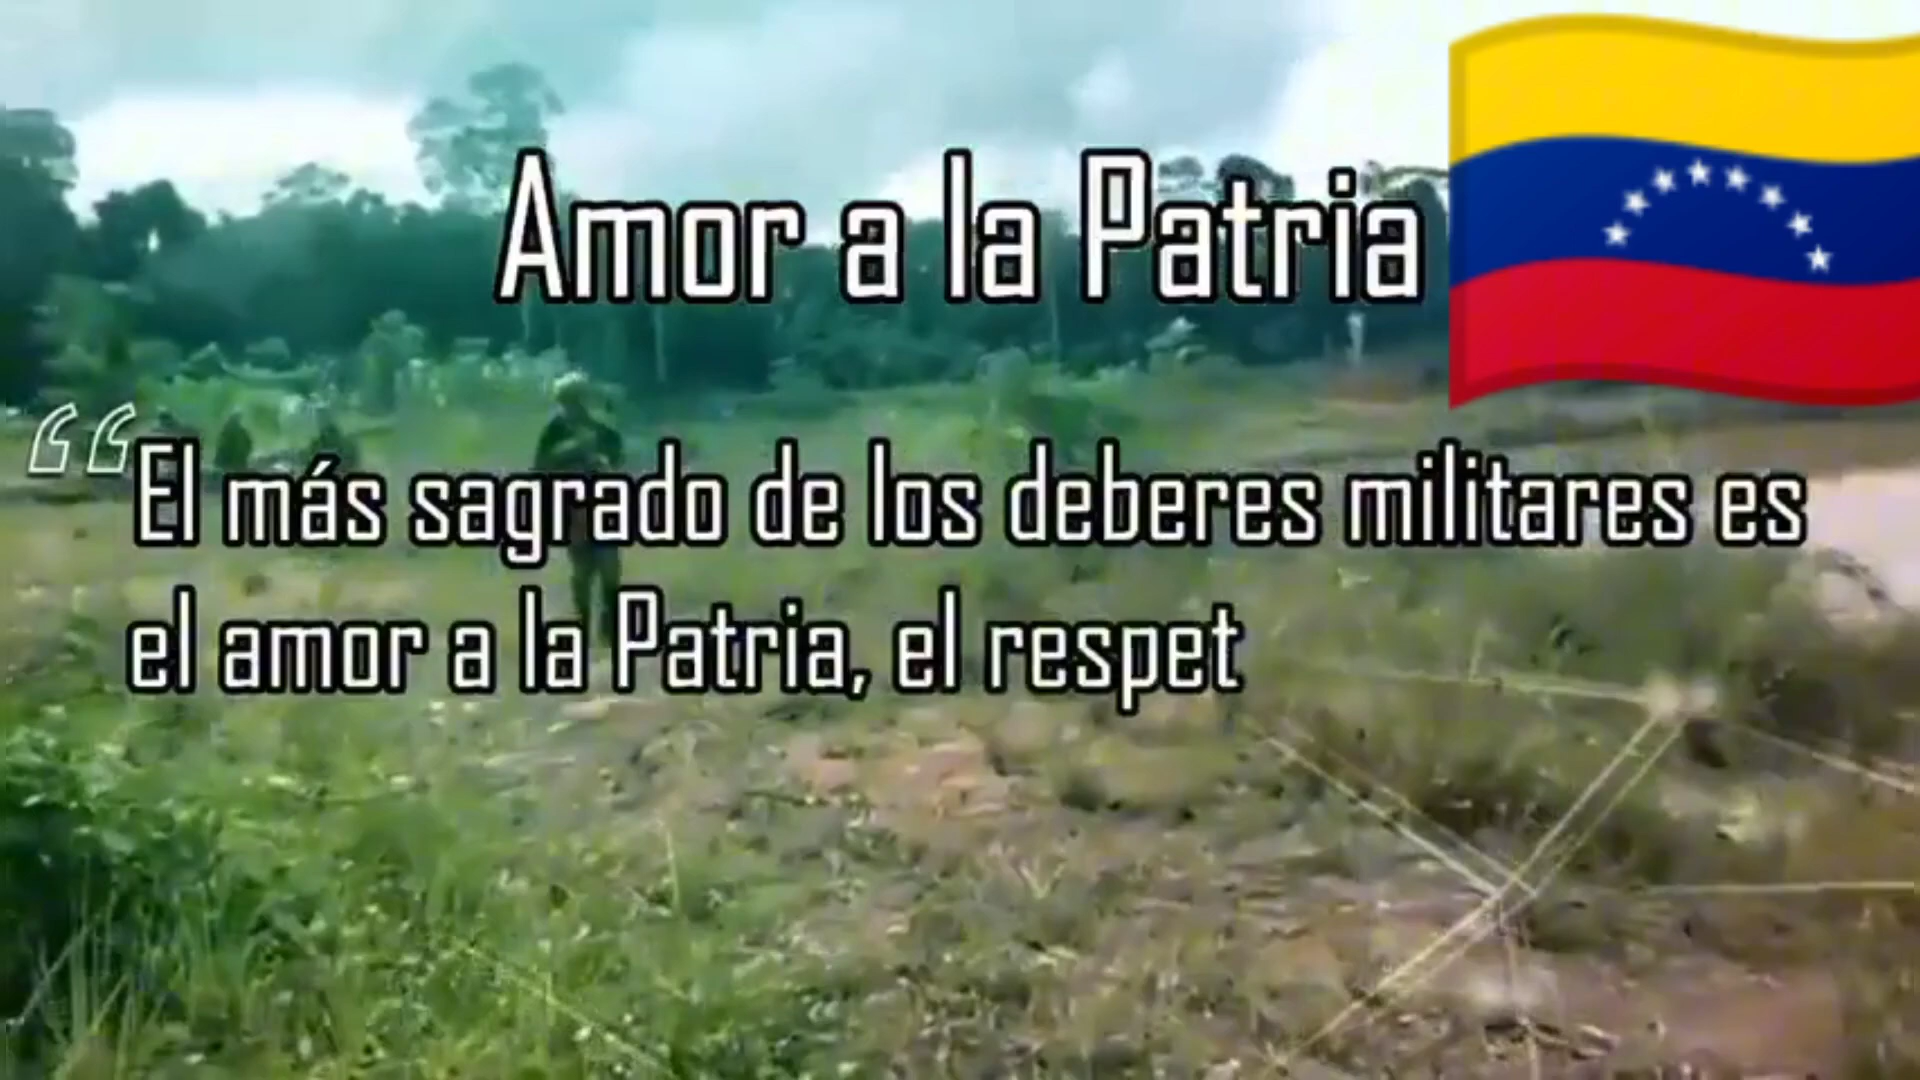 Amor a la Patria
“El más sagrado de los deberes militares es
el amor a la Patria, el respet